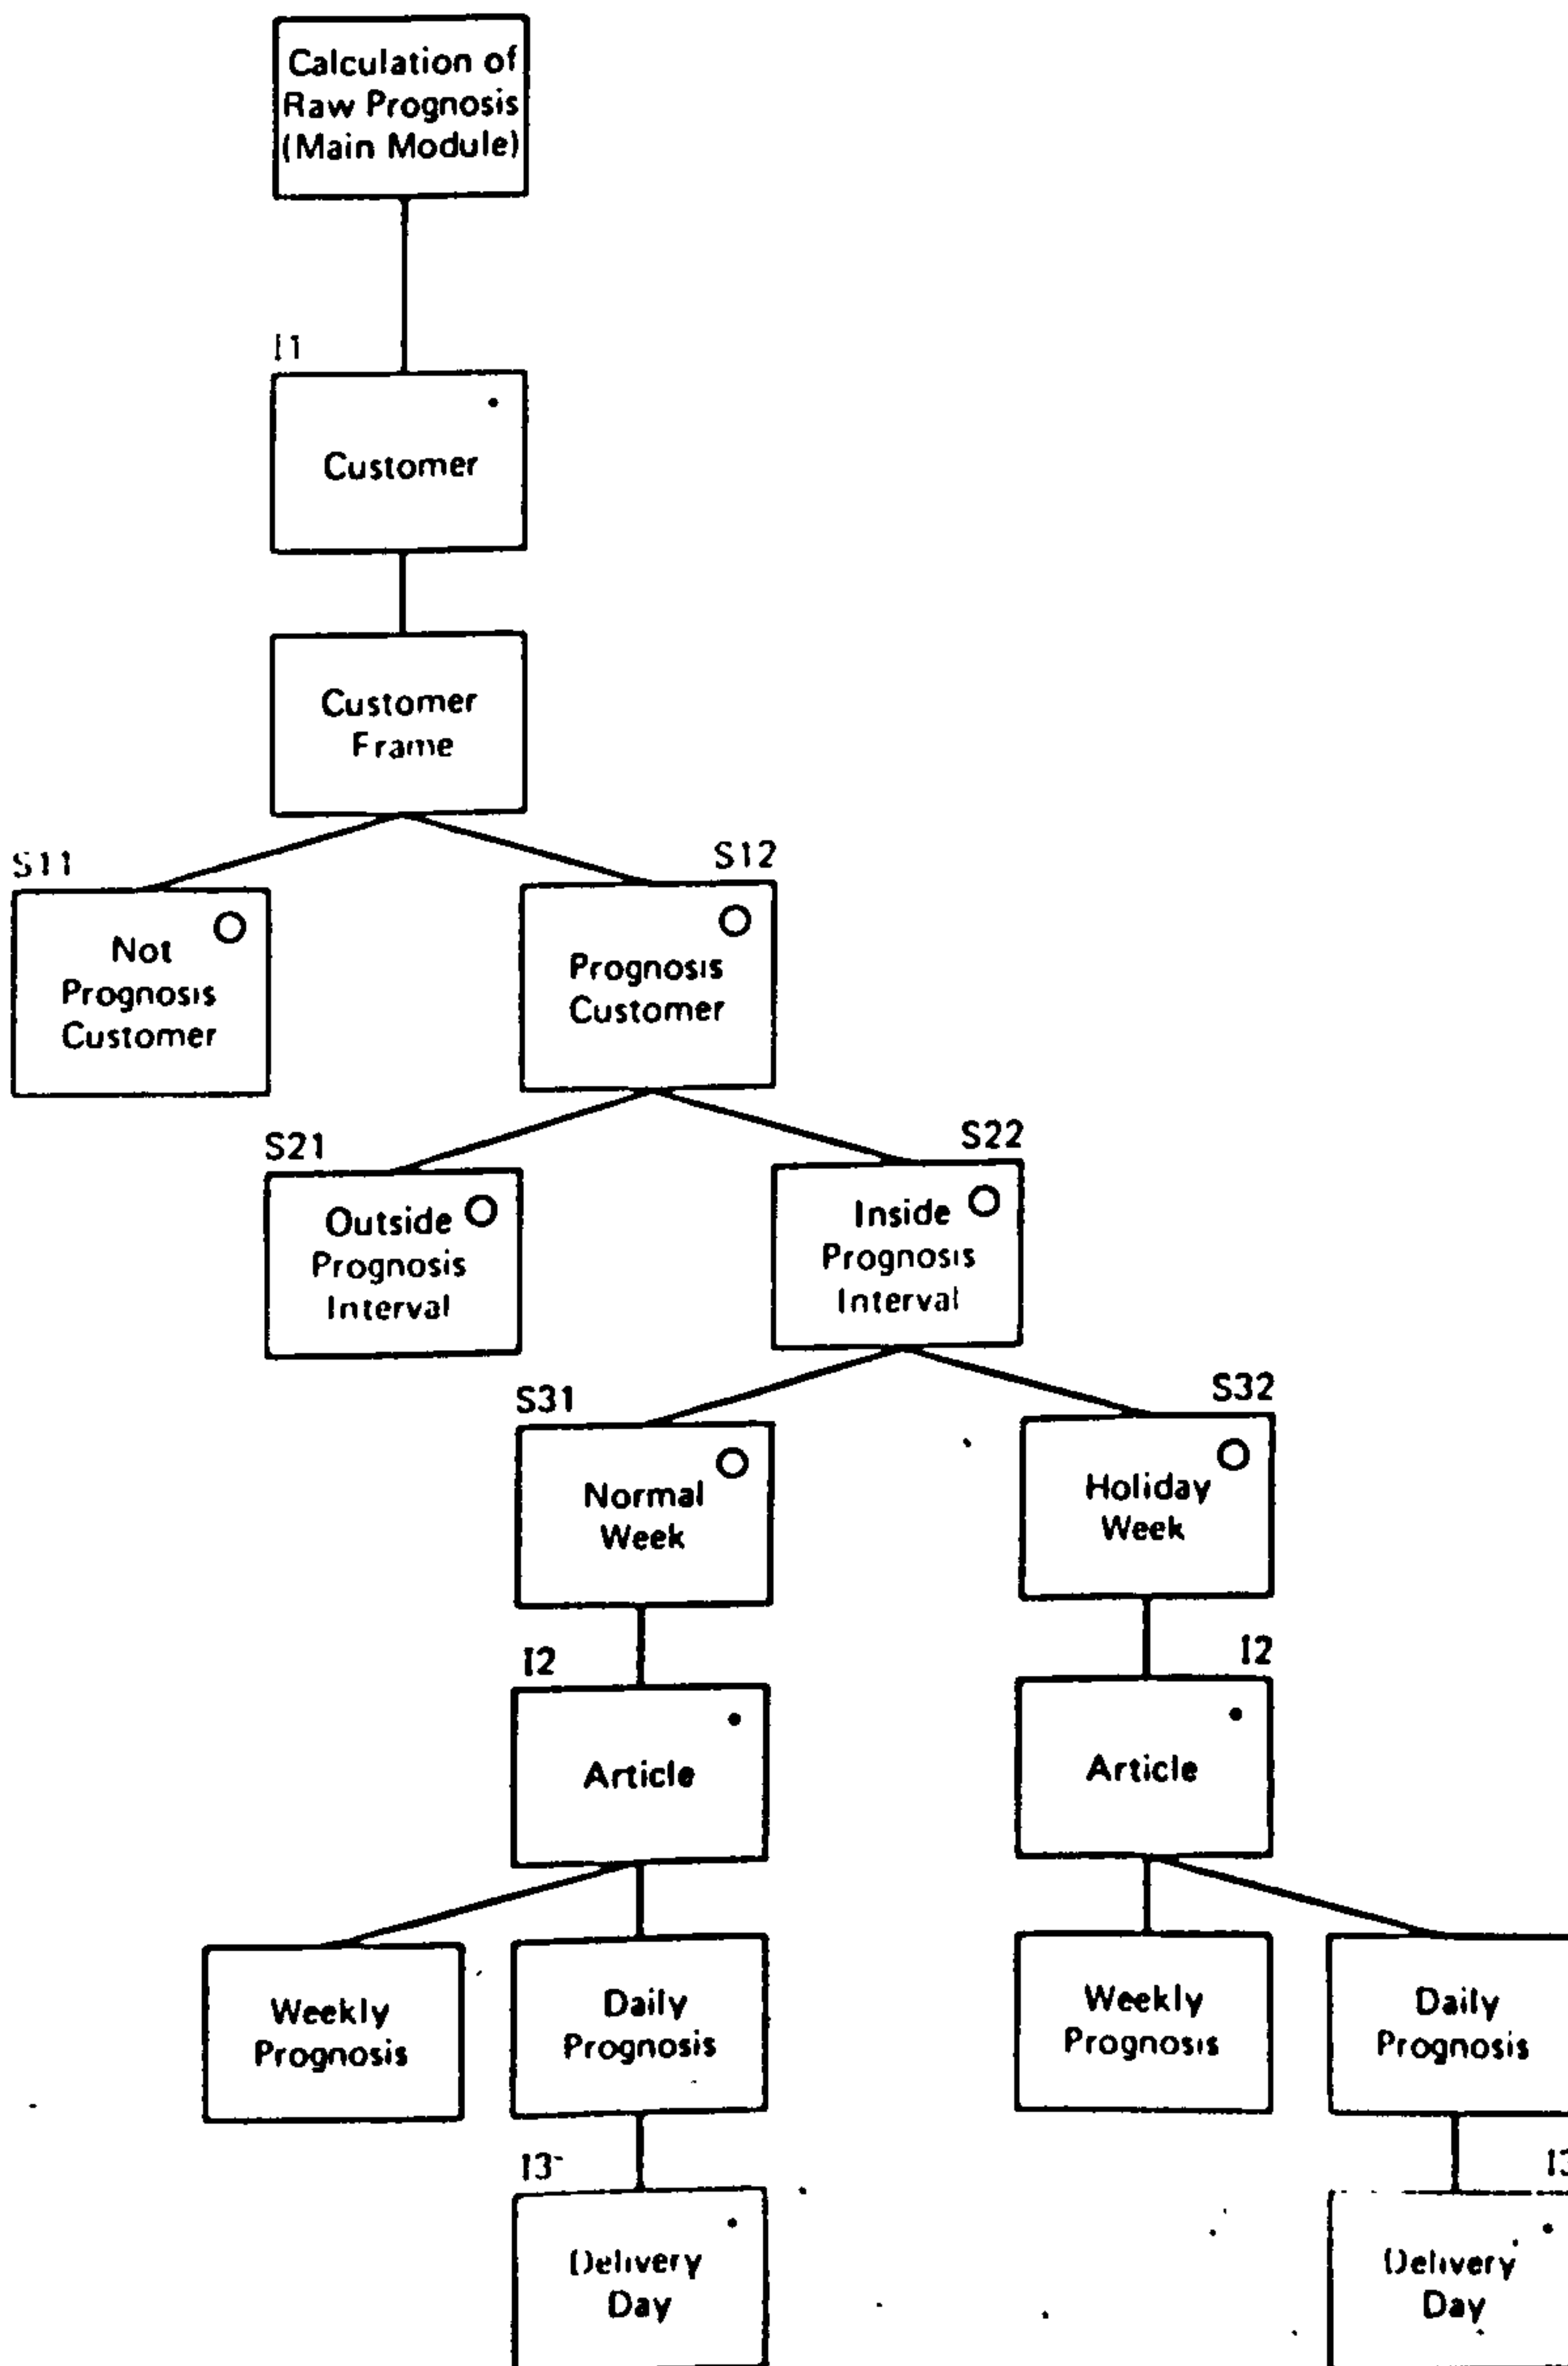 Calculation of
Raw Prognosis
(Main Module)
I1
Customer
Customer
Frame
S11
S12
Not
Prognosis
Customer
Prognosis
Customer
S21
S22
Outside
Prognosis
Interval
Inside
Prognosis
Interval
S31
S32
Normal
Week
Holiday
Week
I2
I2
Article
Article
Weekly
Prognosis
Daily
Prognosis
Weekly
Prognosis
Daily
Prognosis
I3
I3
Delivery
Day
Delivery
Day